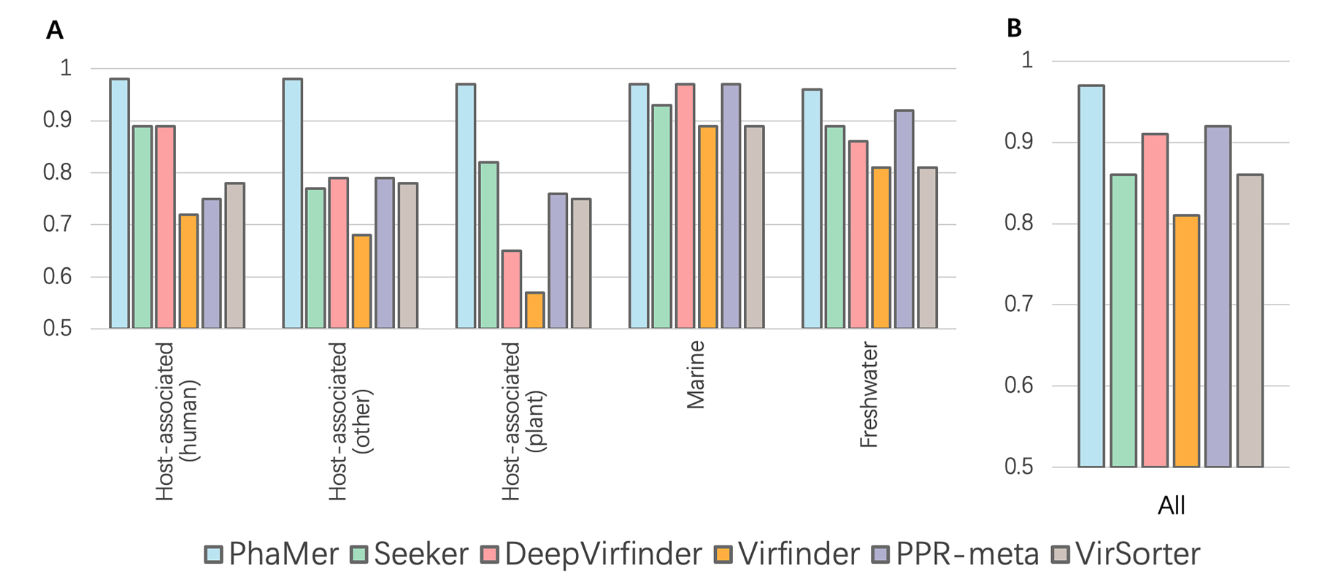 A
1
0.9
0.8
0.7
0.6
0.5
Host-associated
(human)
Host-associated
(other)
Host-associated
(plant)
Marine
Freshwater
B
1
0.9
0.8
0.7
0.6
0.5
All
PhaMer Seeker DeepVirfinder Virfinder PPR-meta VirSorter